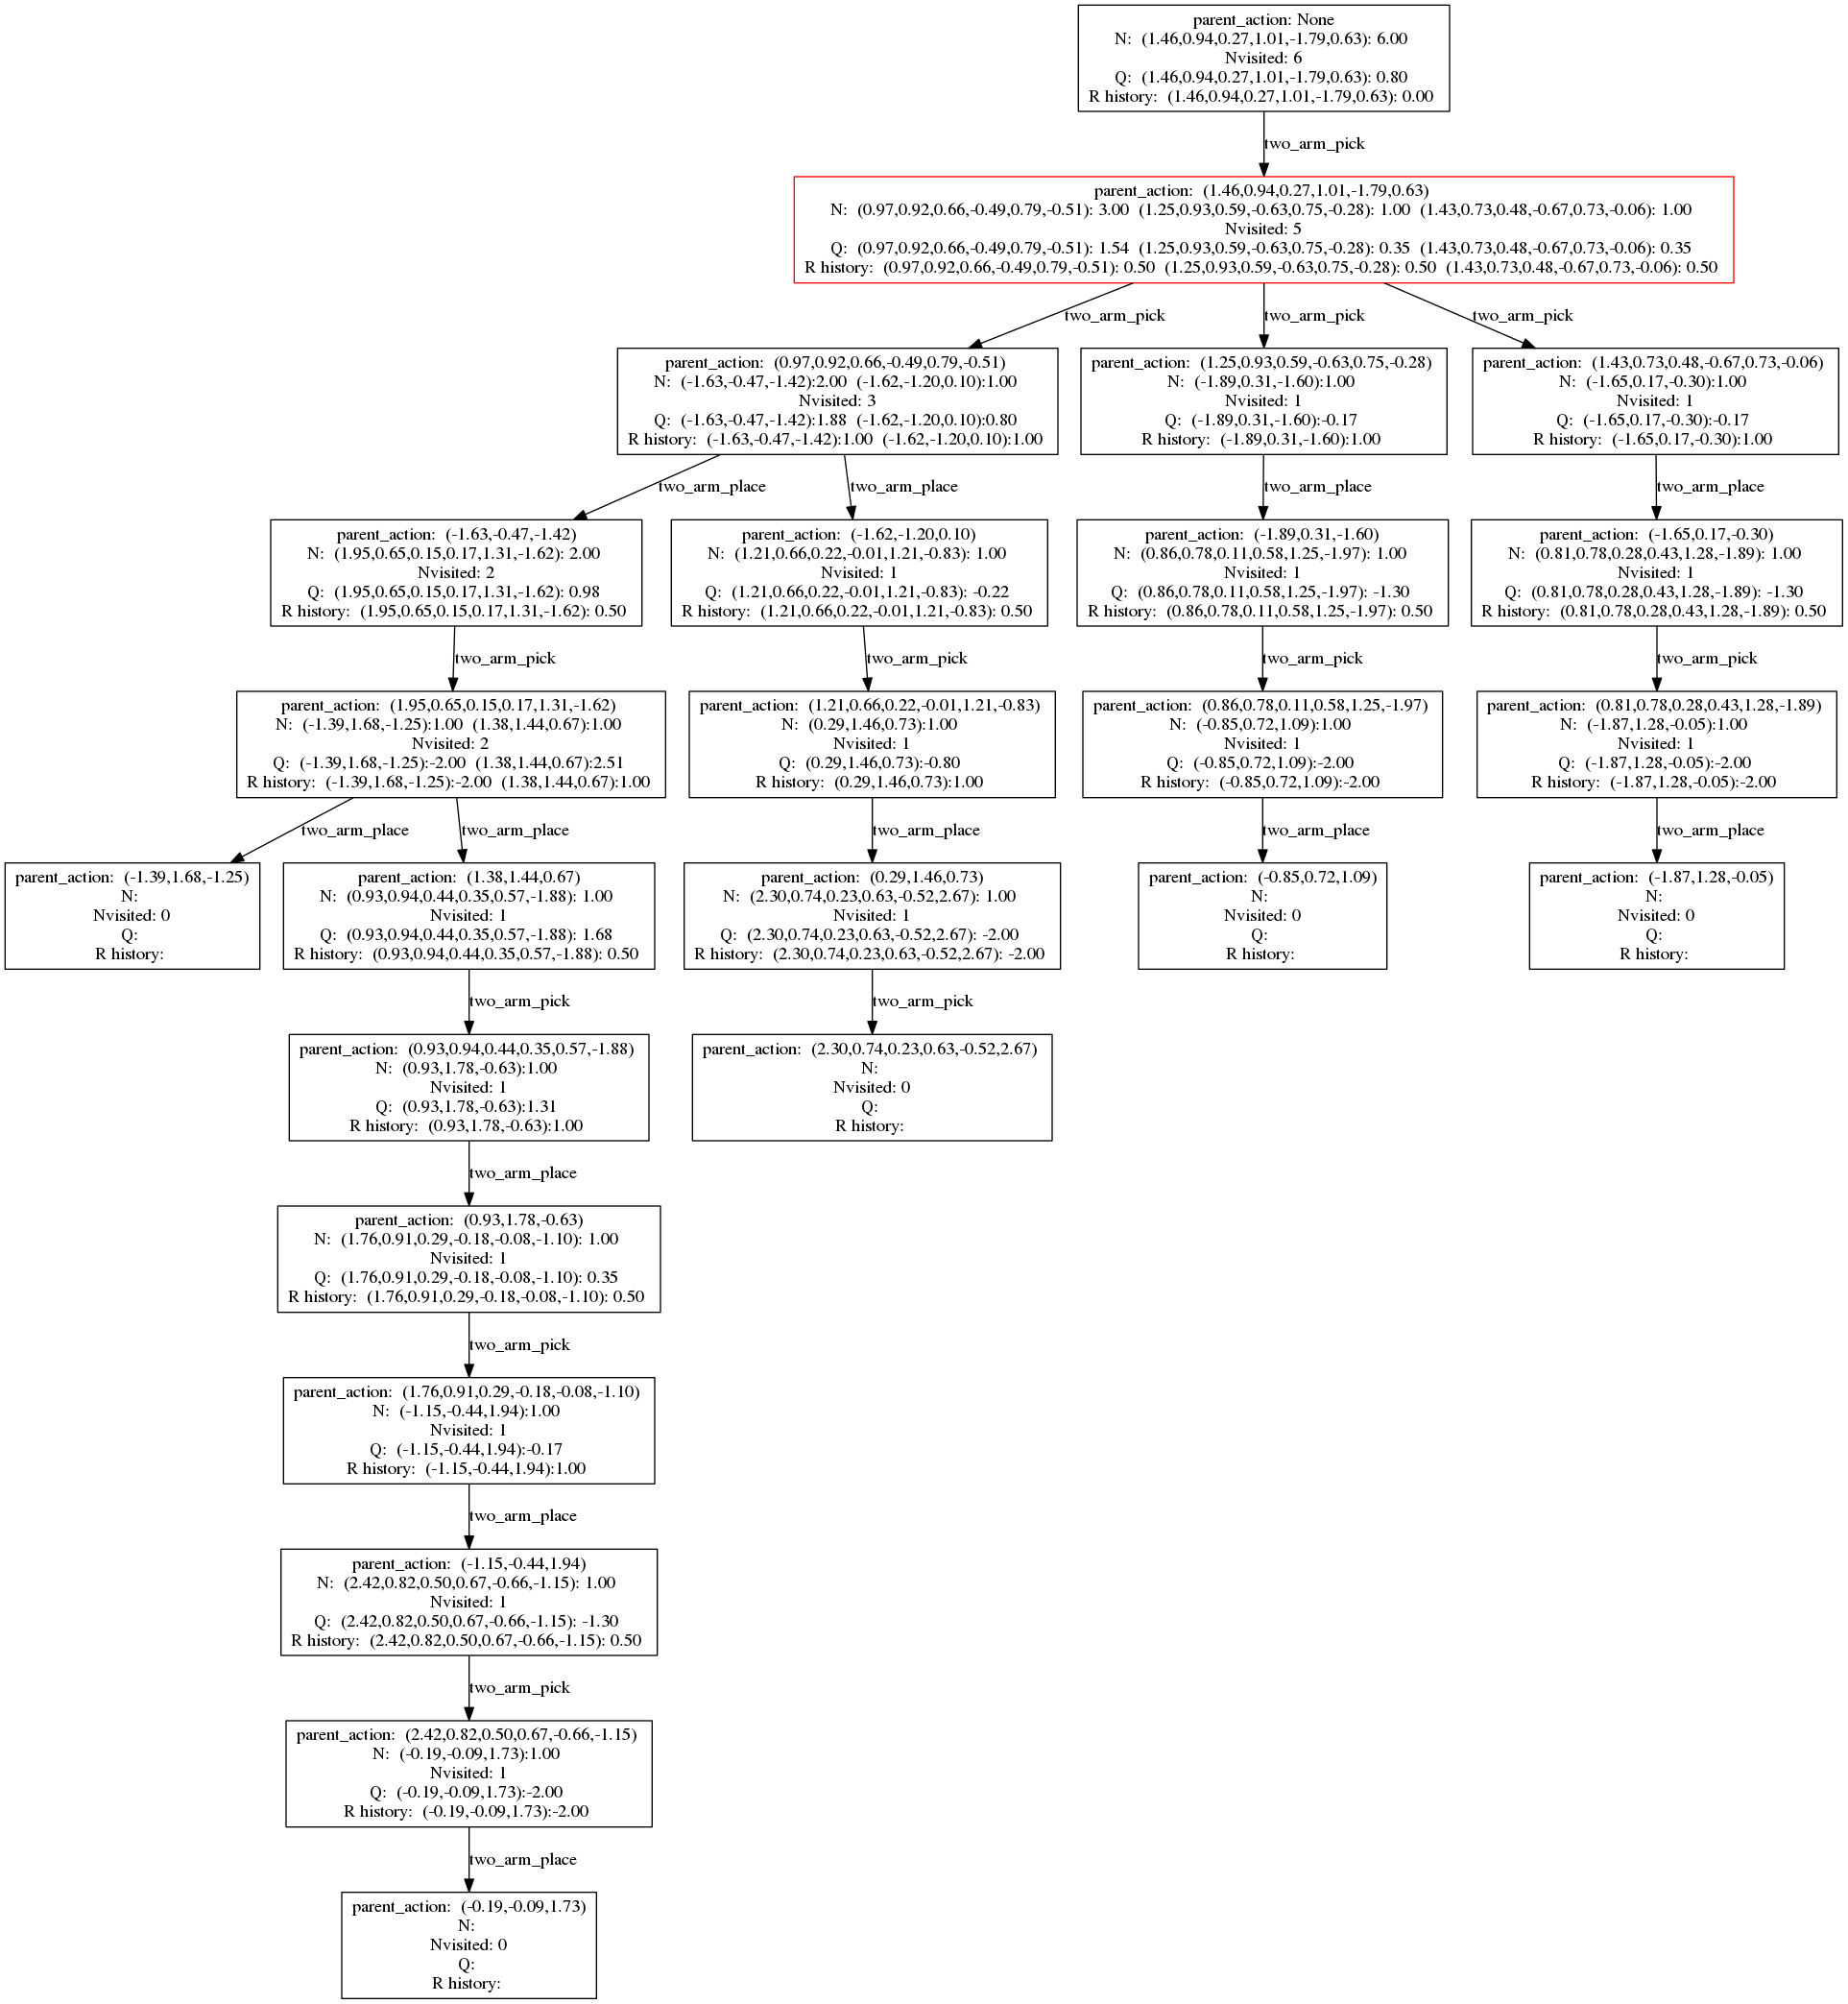 parent_action: None
N: (1.46,0.94,0.27,1.01,-1.79,0.63): 6.00
Nvisited: 6
Q: (1.46,0.94,0.27,1.01,-1.79,0.63): 0.80
R history: (1.46,0.94,0.27,1.01,-1.79,0.63): 0.00
two_arm_pick
parent_action: (1.46,0.94,0.27,1.01,-1.79,0.63)
N: (0.97,0.92,0.66,-0.49,0.79,-0.51): 3.00 (1.25,0.93,0.59,-0.63,0.75,-0.28): 1.00 (1.43,0.73,0.48,-0.67,0.73,-0.06): 1.00
Nvisited: 5
Q: (0.97,0.92,0.66,-0.49,0.79,-0.51): 1.54 (1.25,0.93,0.59,-0.63,0.75,-0.28): 0.35 (1.43,0.73,0.48,-0.67,0.73,-0.06): 0.35
R history: (0.97,0.92,0.66,-0.49,0.79,-0.51): 0.50 (1.25,0.93,0.59,-0.63,0.75,-0.28): 0.50 (1.43,0.73,0.48,-0.67,0.73,-0.06): 0.50
two_arm_pick
two_arm_pick
two_arm_pick
parent_action: (0.97,0.92,0.66,-0.49,0.79,-0.51)
N: (-1.63,-0.47,-1.42):2.00 (-1.62,-1.20,0.10):1.00
Nvisited: 3
Q: (-1.63,-0.47,-1.42):1.88 (-1.62,-1.20,0.10):0.80
R history: (-1.63,-0.47,-1.42):1.00 (-1.62,-1.20,0.10):1.00
parent_action: (1.25,0.93,0.59,-0.63,0.75,-0.28)
N: (-1.89,0.31,-1.60):1.00
Nvisited: 1
Q: (-1.89,0.31,-1.60):-0.17
R history: (-1.89,0.31,-1.60):1.00
parent_action: (1.43,0.73,0.48,-0.67,0.73,-0.06)
N: (-1.65,0.17,-0.30):1.00
Nvisited: 1
Q: (-1.65,0.17,-0.30):-0.17
R history: (-1.65,0.17,-0.30):1.00
two_arm_place
two_arm_place
two_arm_place
two_arm_place
parent_action: (-1.63,-0.47,-1.42)
N: (1.95,0.65,0.15,0.17,1.31,-1.62): 2.00
Nvisited: 2
Q: (1.95,0.65,0.15,0.17,1.31,-1.62): 0.98
R history: (1.95,0.65,0.15,0.17,1.31,-1.62): 0.50
parent_action: (-1.62,-1.20,0.10)
N: (1.21,0.66,0.22,-0.01,1.21,-0.83): 1.00
Nvisited: 1
Q: (1.21,0.66,0.22,-0.01,1.21,-0.83): -0.22
R history: (1.21,0.66,0.22,-0.01,1.21,-0.83): 0.50
parent_action: (-1.89,0.31,-1.60)
N: (0.86,0.78,0.11,0.58,1.25,-1.97): 1.00
Nvisited: 1
Q: (0.86,0.78,0.11,0.58,1.25,-1.97): -1.30
R history: (0.86,0.78,0.11,0.58,1.25,-1.97): 0.50
parent_action: (-1.65,0.17,-0.30)
N: (0.81,0.78,0.28,0.43,1.28,-1.89): 1.00
Nvisited: 1
Q: (0.81,0.78,0.28,0.43,1.28,-1.89): -1.30
R history: (0.81,0.78,0.28,0.43,1.28,-1.89): 0.50
two_arm_pick
two_arm_pick
two_arm_pick
two_arm_pick
parent_action: (1.95,0.65,0.15,0.17,1.31,-1.62)
N: (-1.39,1.68,-1.25):1.00 (1.38,1.44,0.67):1.00
Nvisited: 2
Q: (-1.39,1.68,-1.25):-2.00 (1.38,1.44,0.67):2.51
R history: (-1.39,1.68,-1.25):-2.00 (1.38,1.44,0.67):1.00
parent_action: (1.21,0.66,0.22,-0.01,1.21,-0.83)
N: (0.29,1.46,0.73):1.00
Nvisited: 1
Q: (0.29,1.46,0.73):-0.80
R history: (0.29,1.46,0.73):1.00
parent_action: (0.86,0.78,0.11,0.58,1.25,-1.97)
N: (-0.85,0.72,1.09):1.00
Nvisited: 1
Q: (-0.85,0.72,1.09):-2.00
R history: (-0.85,0.72,1.09):-2.00
parent_action: (0.81,0.78,0.28,0.43,1.28,-1.89)
N: (-1.87,1.28,-0.05):1.00
Nvisited: 1
Q: (-1.87,1.28,-0.05):-2.00
R history: (-1.87,1.28,-0.05):-2.00
two_arm_place
two_arm_place
two_arm_place
two_arm_place
two_arm_place
parent_action: (-1.39,1.68,-1.25)
N:
Nvisited: 0
Q:
R history:
parent_action: (1.38,1.44,0.67)
N: (0.93,0.94,0.44,0.35,0.57,-1.88): 1.00
Nvisited: 1
Q: (0.93,0.94,0.44,0.35,0.57,-1.88): 1.68
R history: (0.93,0.94,0.44,0.35,0.57,-1.88): 0.50
parent_action: (0.29,1.46,0.73)
N: (2.30,0.74,0.23,0.63,-0.52,2.67): 1.00
Nvisited: 1
Q: (2.30,0.74,0.23,0.63,-0.52,2.67): -2.00
R history: (2.30,0.74,0.23,0.63,-0.52,2.67): -2.00
parent_action: (-0.85,0.72,1.09)
N:
Nvisited: 0
Q:
R history:
parent_action: (-1.87,1.28,-0.05)
N:
Nvisited: 0
Q:
R history:
two_arm_pick
two_arm_pick
parent_action: (0.93,0.94,0.44,0.35,0.57,-1.88)
N: (0.93,1.78,-0.63):1.00
Nvisited: 1
Q: (0.93,1.78,-0.63):1.31
R history: (0.93,1.78,-0.63):1.00
parent_action: (2.30,0.74,0.23,0.63,-0.52,2.67)
N:
Nvisited: 0
Q:
R history:
two_arm_place
parent_action: (0.93,1.78,-0.63)
N: (1.76,0.91,0.29,-0.18,-0.08,-1.10): 1.00
Nvisited: 1
Q: (1.76,0.91,0.29,-0.18,-0.08,-1.10): 0.35
R history: (1.76,0.91,0.29,-0.18,-0.08,-1.10): 0.50
two_arm_pick
parent_action: (1.76,0.91,0.29,-0.18,-0.08,-1.10)
N: (-1.15,-0.44,1.94):1.00
Nvisited: 1
Q: (-1.15,-0.44,1.94):-0.17
R history: (-1.15,-0.44,1.94):1.00
two_arm_place
parent_action: (-1.15,-0.44,1.94)
N: (2.42,0.82,0.50,0.67,-0.66,-1.15): 1.00
Nvisited: 1
Q: (2.42,0.82,0.50,0.67,-0.66,-1.15): -1.30
R history: (2.42,0.82,0.50,0.67,-0.66,-1.15): 0.50
two_arm_pick
parent_action: (2.42,0.82,0.50,0.67,-0.66,-1.15)
N: (-0.19,-0.09,1.73):1.00
Nvisited: 1
Q: (-0.19,-0.09,1.73):-2.00
R history: (-0.19,-0.09,1.73):-2.00
two_arm_place
parent_action: (-0.19,-0.09,1.73)
N:
Nvisited: 0
Q:
R history: